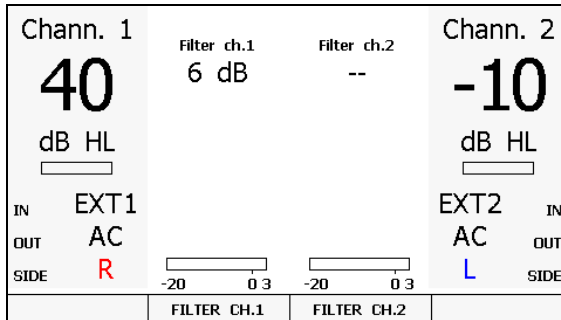 Chann. 1
40
dB HL
IN EXT1
OUT AC
SIDE R
Filter ch.1 Filter ch.2
6 dB --
-20 0 3 -20 0 3
FILTER CH.1 FILTER CH.2
Chann. 2
-10
dB HL
EXT2 IN
AC OUT
L SIDE